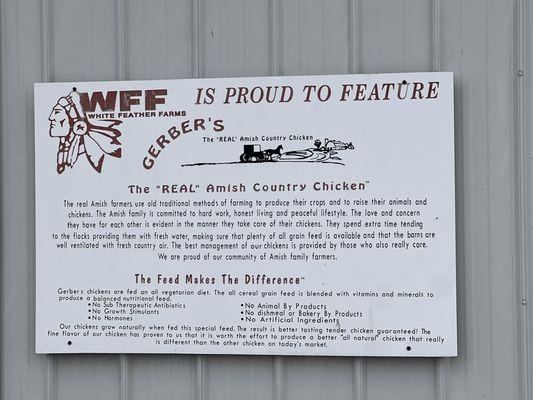 WFF IS PROUD TO FEATURE
WHITE FEATHER FARMS
GERBER'S
The "REAL" Amish Country Chicken
The "REAL" Amish Country Chicken™
The real Amish farmers ure old traditional methods of farming to produce their crops and to raise their animals and
chickens. The Amish family is committed to hard work, honest living and peaceful lifestyle. The love and concern
they have for each other is evident in the manner they take care of their chickens. They spend extra time tending
to the flocks providing them with fresh water, making sure that plenty of all grain feed is available and that the barns are
well ventilated with fresh country air. The best management of our chickens is provided by those who also really care.
We are proud of our community of Amish family farmers.
The Feed Makes The Difference™
Gerber's chickens are fed an all vegetarian diet. The all cereal grain feed is blended with vitamins and minerals to
produce a balanced nutritional feed.
•No Sub Therapeutic Antibiotics
•No Growth Stimulants
•No Hormones
•No Animal By Products
•No dishmeal or Bakery By Products
•No Artificial Ingredients
Our chickens grow naturally when fed this special feed. The result is better tasting tender chicken guaranteed! The
fine flavor of our chicken has proven to us that it is worth the effort to produce a better "all natural" chicken that really
is different than the other chicken on today's market.